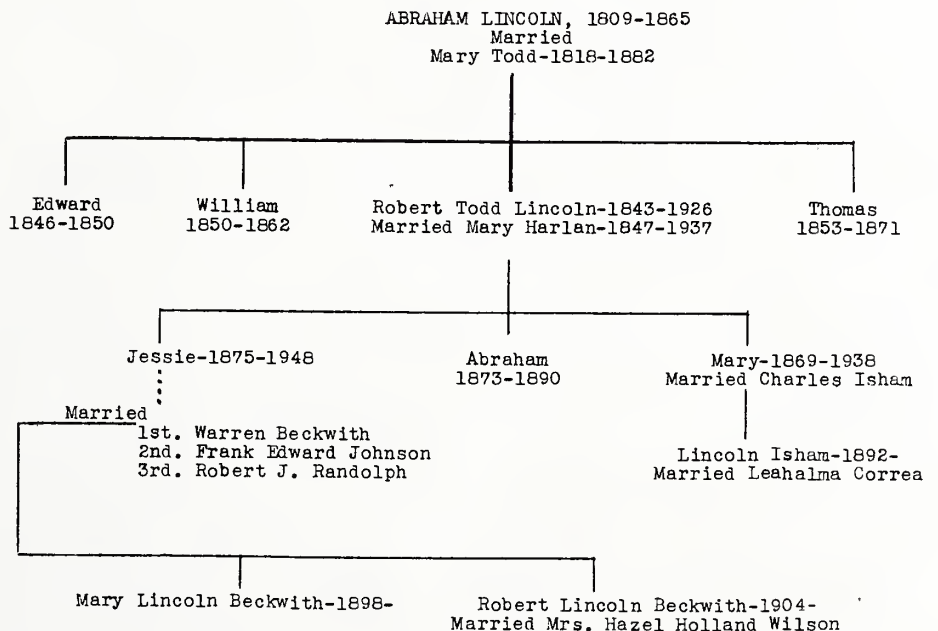 ABRAHAM LINCOLN, 1809-1865
Married
Mary Todd-1818-1882
Edward
1846-1850
William
1850-1862
Robert Todd Lincoln-1843-1926
Married Mary Harlan-1847-1937
Thomas
1853-1871
Jessie-1875-1948
Abraham
1873-1890
Mary-1869-1938
Married Charles Isham
Married
1st. Warren Beckwith
2nd. Frank Edward Johnson
3rd. Robert J. Randolph
Lincoln Isham-1892-
Married Leahalma Correa
Mary Lincoln Beckwith-1898-
Robert Lincoln Beckwith-1904-
Married Mrs. Hazel Holland Wilson